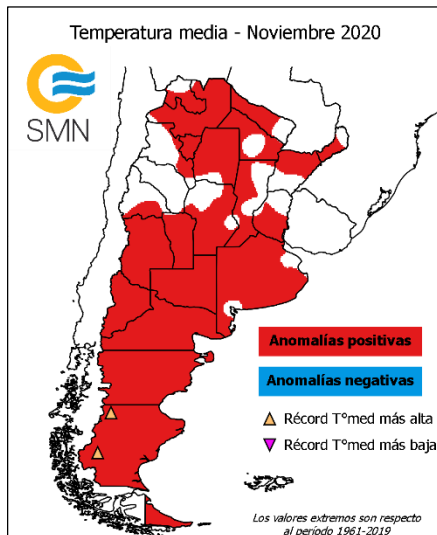 Temperatura media - Noviembre 2020
SMN
Anomalías positivas
Anomalías negativas
Récord T°med más alta
Récord T°med más baja
Los valores extremos son respecto
al período 1961-2019